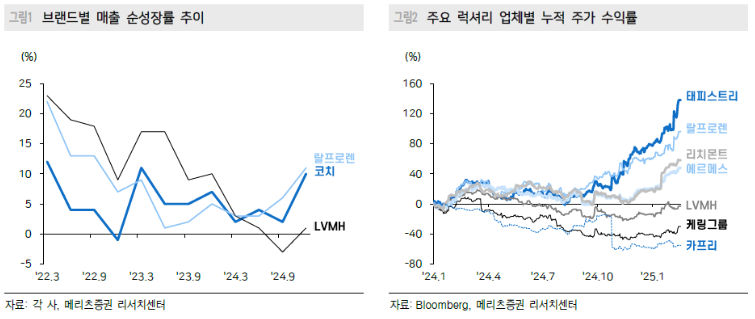 그림1 브랜드별 매출 순성장률 추이
(%)
25
20
15
10
5
0
-5
'22.3
'22.9
'23.3
'23.9
'24.3
'24.9
랄프로렌
코치
LVMH
자료: 각 사, 메리츠증권 리서치센터
그림2 주요 럭셔리 업체별 누적 주가 수익률
(%)
160
120
80
40
0
-40
-80
'24.1
'24.4
'24.7
'24.10
'25.1
태피스트리
랄프로렌
리치몬트
에르메스
LVMH
케링그룹
카프리
자료: Bloomberg, 메리츠증권 리서치센터